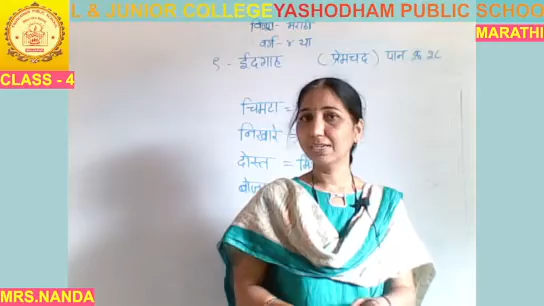 L & JUNIOR COLLEGE YASHODHAM PUBLIC SCHOO
MARATHI
विषय- मराठी
वर्ग- ४ था
९- ईदगाह (प्रेमचंद) पान क्र २८
CLASS - 4
चिमटा =
निखारे =
दोस्त = मि
MRS.NANDA